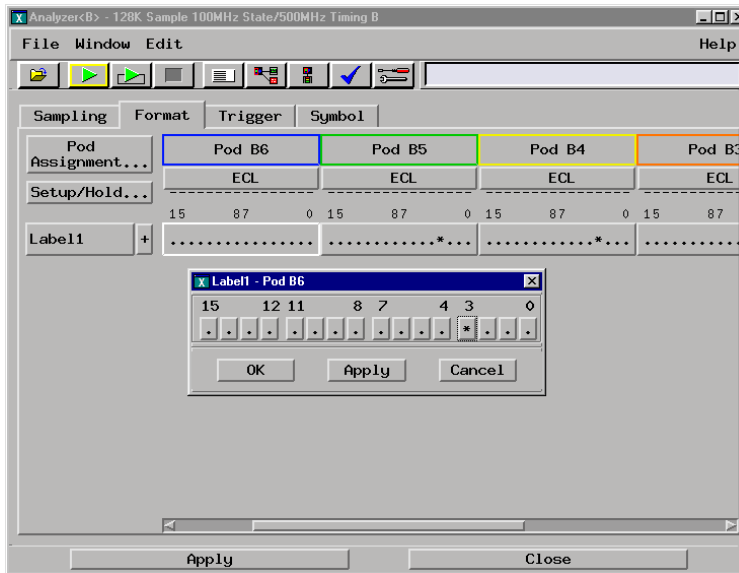 Analyzer<B> - 128K Sample 100MHz State/500MHz Timing B
File Window Edit Help
Sampling Format Trigger Symbol
Pod Assignment... Pod B6 Pod B5 Pod B4 Pod B3
Setup/Hold... ECL ECL ECL ECL
15 87 0 15 87 0 15 87 0 15 87
Label1 + ................ ............*... ............*... ..........
Label1 - Pod B6
15 12 11 8 7 4 3 0
. . . . . . . . . . . . * . . .
OK Apply Cancel
Apply Close